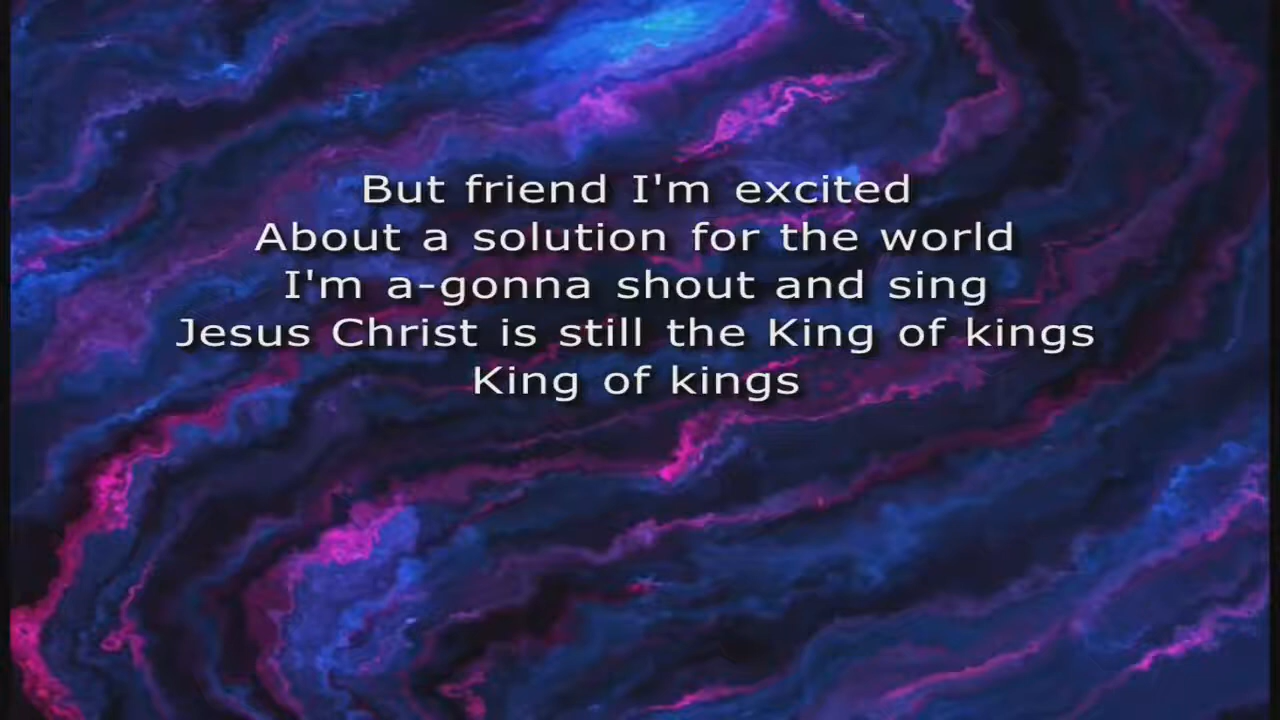 But friend I'm excited
About a solution for the world
I'm a-gonna shout and sing
Jesus Christ is still the King of kings
King of kings